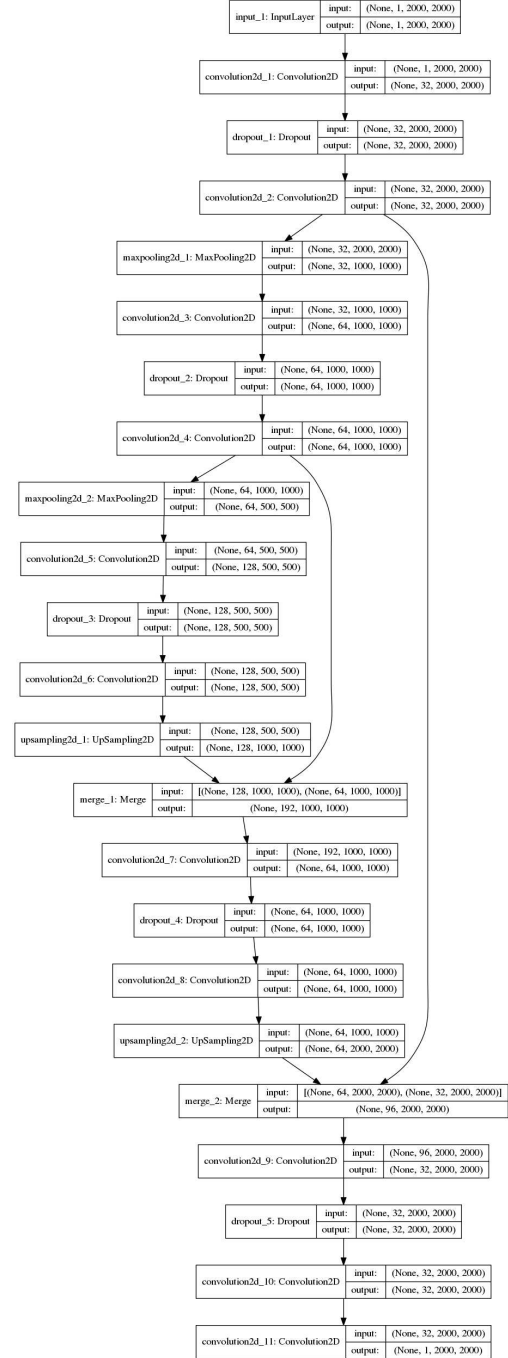 input_1: InputLayer
input: (None, 1, 2000, 2000)
output: (None, 1, 2000, 2000)
convolution2d_1: Convolution2D
input: (None, 1, 2000, 2000)
output: (None, 32, 2000, 2000)
dropout_1: Dropout
input: (None, 32, 2000, 2000)
output: (None, 32, 2000, 2000)
convolution2d_2: Convolution2D
input: (None, 32, 2000, 2000)
output: (None, 32, 2000, 2000)
maxpooling2d_1: MaxPooling2D
input: (None, 32, 2000, 2000)
output: (None, 32, 1000, 1000)
convolution2d_3: Convolution2D
input: (None, 32, 1000, 1000)
output: (None, 64, 1000, 1000)
dropout_2: Dropout
input: (None, 64, 1000, 1000)
output: (None, 64, 1000, 1000)
convolution2d_4: Convolution2D
input: (None, 64, 1000, 1000)
output: (None, 64, 1000, 1000)
maxpooling2d_2: MaxPooling2D
input: (None, 64, 1000, 1000)
output: (None, 64, 500, 500)
convolution2d_5: Convolution2D
input: (None, 64, 500, 500)
output: (None, 128, 500, 500)
dropout_3: Dropout
input: (None, 128, 500, 500)
output: (None, 128, 500, 500)
convolution2d_6: Convolution2D
input: (None, 128, 500, 500)
output: (None, 128, 500, 500)
upsampling2d_1: UpSampling2D
input: (None, 128, 500, 500)
output: (None, 128, 1000, 1000)
merge_1: Merge
input: [(None, 128, 1000, 1000), (None, 64, 1000, 1000)]
output: (None, 192, 1000, 1000)
convolution2d_7: Convolution2D
input: (None, 192, 1000, 1000)
output: (None, 64, 1000, 1000)
dropout_4: Dropout
input: (None, 64, 1000, 1000)
output: (None, 64, 1000, 1000)
convolution2d_8: Convolution2D
input: (None, 64, 1000, 1000)
output: (None, 64, 1000, 1000)
upsampling2d_2: UpSampling2D
input: (None, 64, 1000, 1000)
output: (None, 64, 2000, 2000)
merge_2: Merge
input: [(None, 64, 2000, 2000), (None, 32, 2000, 2000)]
output: (None, 96, 2000, 2000)
convolution2d_9: Convolution2D
input: (None, 96, 2000, 2000)
output: (None, 32, 2000, 2000)
dropout_5: Dropout
input: (None, 32, 2000, 2000)
output: (None, 32, 2000, 2000)
convolution2d_10: Convolution2D
input: (None, 32, 2000, 2000)
output: (None, 32, 2000, 2000)
convolution2d_11: Convolution2D
input: (None, 32, 2000, 2000)
output: (None, 1, 2000, 2000)